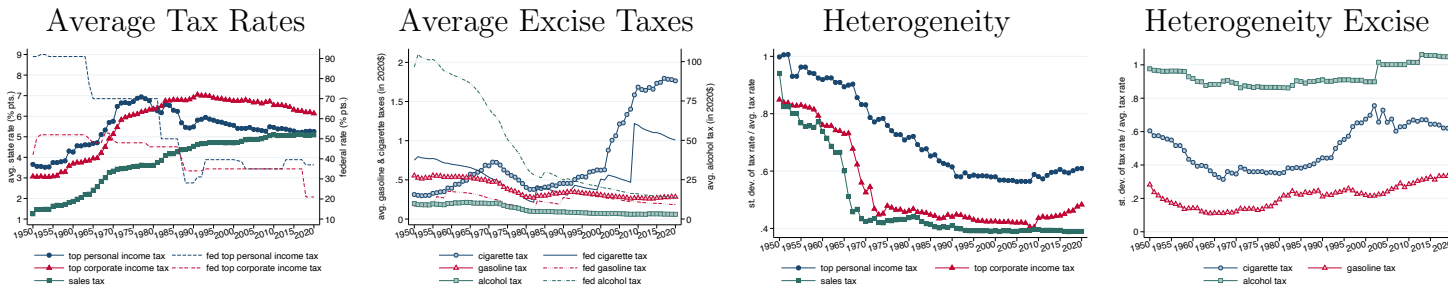 Average Tax Rates
avg. state rate (% pts.)
9
8
7
6
5
4
3
2
1
90
80
70
60
50
40
30
20
10
federal rate (% pts.)
1950 1955 1960 1965 1970 1975 1980 1985 1990 1995 2000 2005 2010 2015 2020
top personal income tax
fed top personal income tax
top corporate income tax
fed top corporate income tax
sales tax
Average Excise Taxes
avg. gasoline & cigarette taxes (in 2020$)
2
1.5
1
.5
0
100
75
50
25
0
avg. alcohol tax (in 2020$)
1950 1955 1960 1965 1970 1975 1980 1985 1990 1995 2000 2005 2010 2015 2020
cigarette tax
fed cigarette tax
gasoline tax
fed gasoline tax
alcohol tax
fed alcohol tax
Heterogeneity
st. dev. of tax rate / avg. tax rate
1
.8
.6
.4
1950 1955 1960 1965 1970 1975 1980 1985 1990 1995 2000 2005 2010 2015 2020
top personal income tax
top corporate income tax
sales tax
Heterogeneity Excise
st. dev. of tax rate / avg. tax rate
1
.8
.6
.4
.2
0
1950 1955 1960 1965 1970 1975 1980 1985 1990 1995 2000 2005 2010 2015 2020 2025
cigarette tax
gasoline tax
alcohol tax